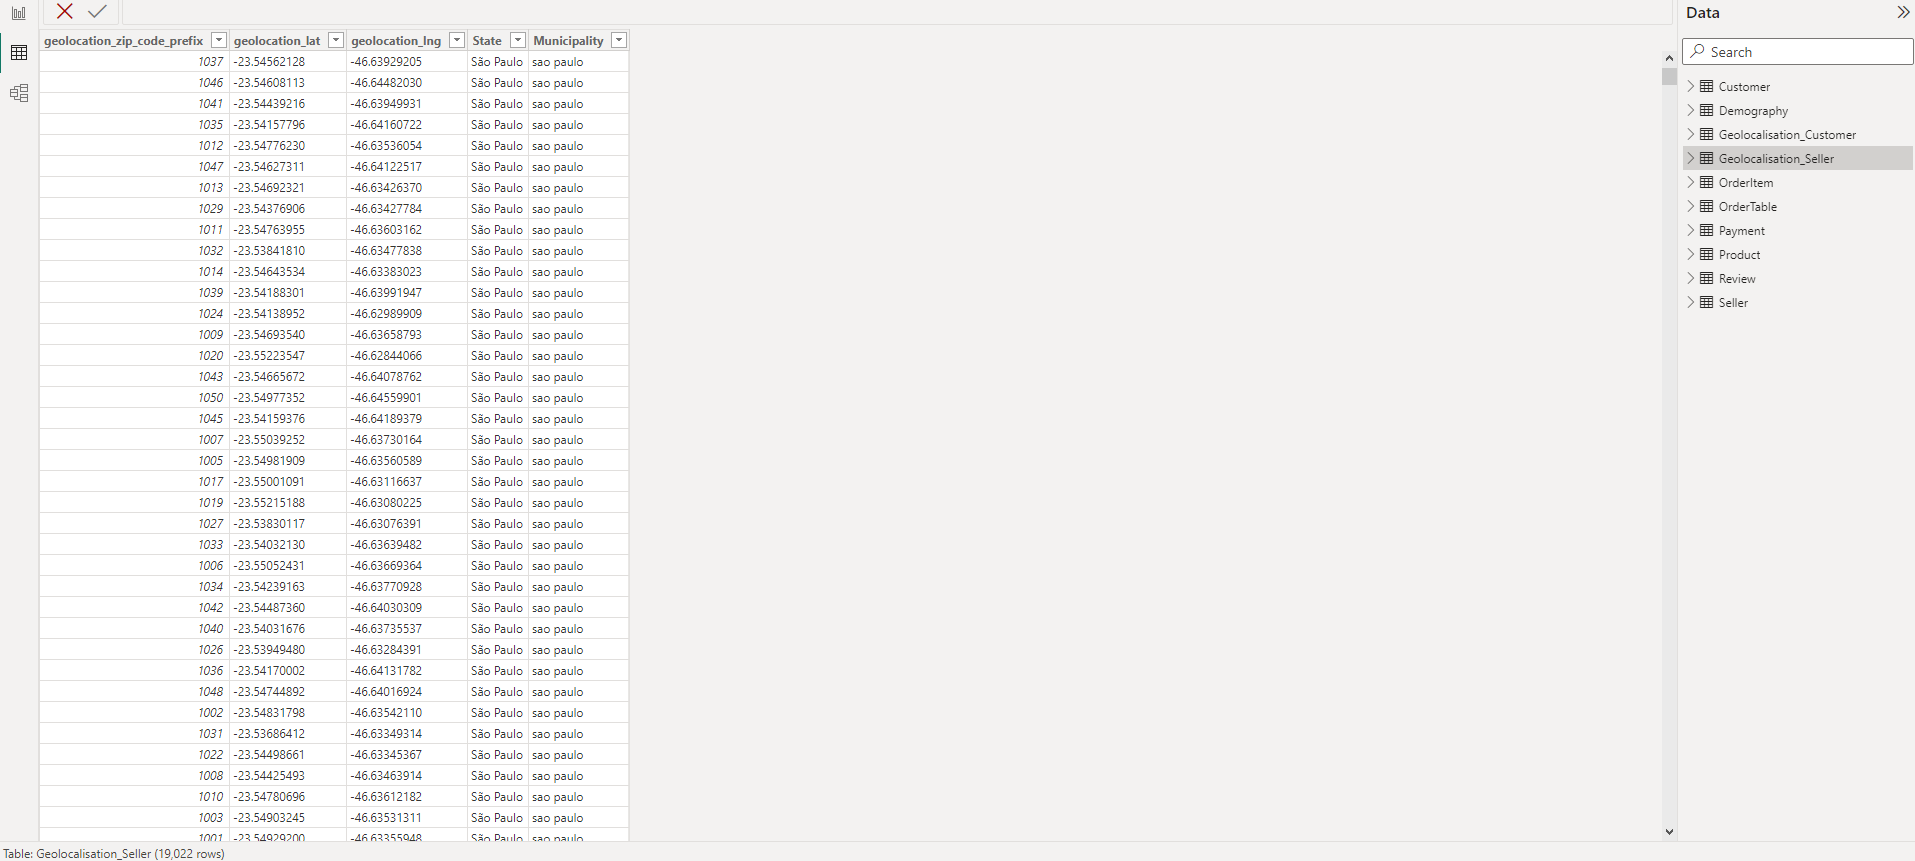 Data
geolocation_zip_code_prefix geolocation_lat geolocation_lng State Municipality
Search
1037 -23.54562128 -46.63929205 São Paulo sao paulo
1046 -23.54608113 -46.64482030 São Paulo sao paulo
1041 -23.54439216 -46.63949931 São Paulo sao paulo
1035 -23.54157796 -46.64160722 São Paulo sao paulo
1012 -23.54776230 -46.63536054 São Paulo sao paulo
1047 -23.54627311 -46.64122517 São Paulo sao paulo
1013 -23.54692321 -46.63426370 São Paulo sao paulo
1029 -23.54376906 -46.63427784 São Paulo sao paulo
1011 -23.54763955 -46.63603162 São Paulo sao paulo
1032 -23.53841810 -46.63477838 São Paulo sao paulo
1014 -23.54643534 -46.63383023 São Paulo sao paulo
1039 -23.54188301 -46.63991947 São Paulo sao paulo
1024 -23.54138952 -46.62989909 São Paulo sao paulo
1009 -23.54693540 -46.63658793 São Paulo sao paulo
1020 -23.55223547 -46.62844066 São Paulo sao paulo
1043 -23.54665672 -46.64078762 São Paulo sao paulo
1050 -23.54977352 -46.64559901 São Paulo sao paulo
1045 -23.54159376 -46.64189379 São Paulo sao paulo
1007 -23.55039252 -46.63730164 São Paulo sao paulo
1005 -23.54981909 -46.63560589 São Paulo sao paulo
1017 -23.55001091 -46.63116637 São Paulo sao paulo
1019 -23.55215188 -46.63080225 São Paulo sao paulo
1027 -23.53830117 -46.63076391 São Paulo sao paulo
1033 -23.54032130 -46.63639482 São Paulo sao paulo
1006 -23.55052431 -46.63669364 São Paulo sao paulo
1034 -23.54239163 -46.63770928 São Paulo sao paulo
1042 -23.54487360 -46.64030309 São Paulo sao paulo
1040 -23.54031676 -46.63735537 São Paulo sao paulo
1026 -23.53949480 -46.63284391 São Paulo sao paulo
1036 -23.54170002 -46.64131782 São Paulo sao paulo
1048 -23.54744892 -46.64016924 São Paulo sao paulo
1002 -23.54831798 -46.63542110 São Paulo sao paulo
1031 -23.53686412 -46.63349314 São Paulo sao paulo
1022 -23.54498661 -46.63345367 São Paulo sao paulo
1008 -23.54425493 -46.63463914 São Paulo sao paulo
1010 -23.54780696 -46.63612182 São Paulo sao paulo
1003 -23.54903245 -46.63531311 São Paulo sao paulo
1001 -23.54929200 -46.63355948 São Paulo sao paulo
Customer
Demography
Geolocalisation_Customer
Geolocalisation_Seller
OrderItem
OrderTable
Payment
Product
Review
Seller
Table: Geolocalisation_Seller (19,022 rows)